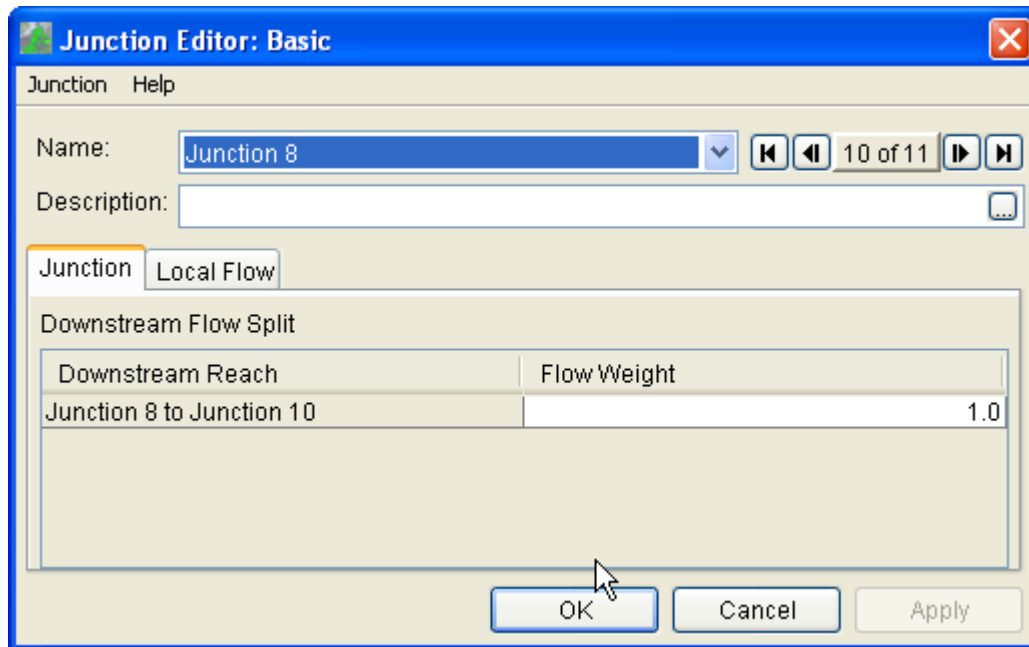 Junction Editor: Basic
Junction Help
Name: Junction 8 10 of 11
Description: ...
Junction Local Flow
Downstream Flow Split
Downstream Reach Flow Weight
Junction 8 to Junction 10 1.0
OK Cancel Apply